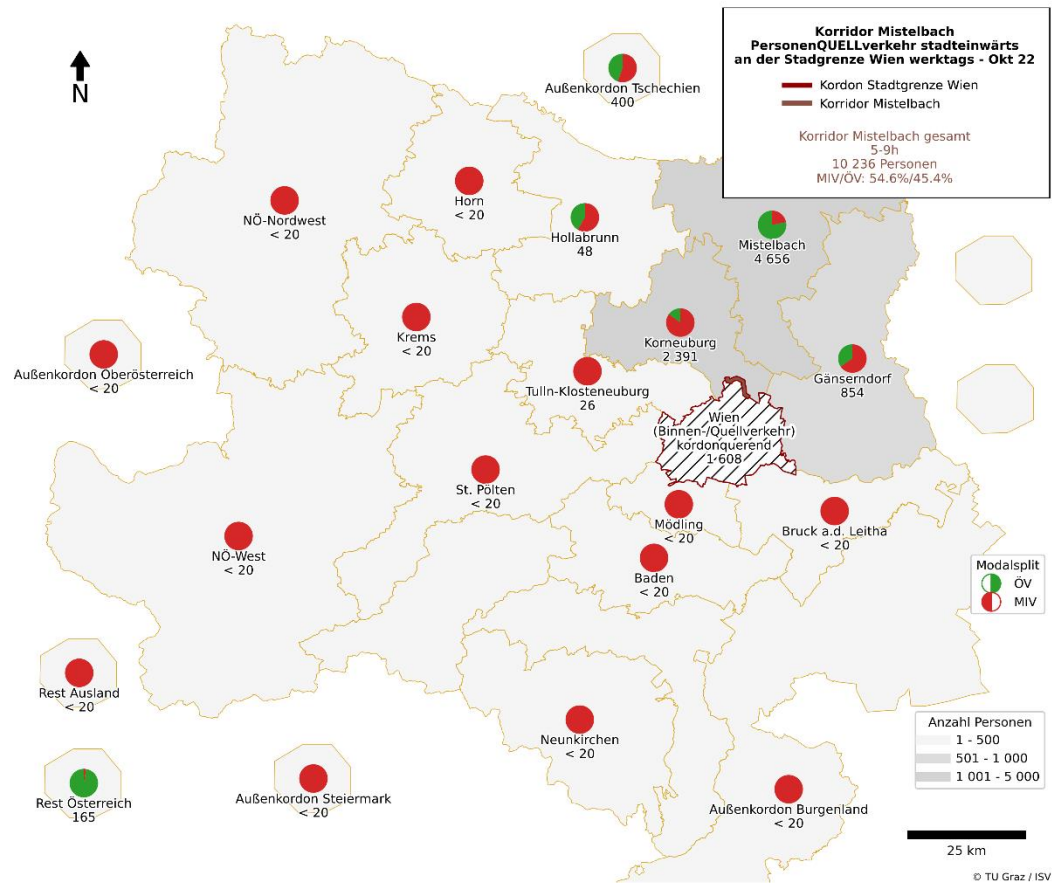 Korridor Mistelbach
PersonenQUELLverkehr stadteinwärts
an der Stadgrenze Wien werktags - Okt 22
Kordon Stadtgrenze Wien
Korridor Mistelbach
Korridor Mistelbach gesamt
5-9h
10 236 Personen
MIV/ÖV: 54.6%/45.4%
N
Außenkordon Tschechien
400
Horn
< 20
NÖ-Nordwest
< 20
Hollabrunn
48
Mistelbach
4 656
Krems
< 20
Korneuburg
2 391
Außenkordon Oberösterreich
< 20
Tulln-Klosteneuburg
26
Gänserndorf
854
Wien
(Binnen-/Quellverkehr)
kordonquerend
1 608
St. Pölten
< 20
Mödling
< 20
Bruck a.d. Leitha
< 20
NÖ-West
< 20
Baden
< 20
Modalsplit
ÖV
MIV
Rest Ausland
< 20
Neunkirchen
< 20
Anzahl Personen
1 - 500
501 - 1 000
1 001 - 5 000
Rest Österreich
165
Außenkordon Steiermark
< 20
Außenkordon Burgenland
< 20
25 km
© TU Graz / ISV